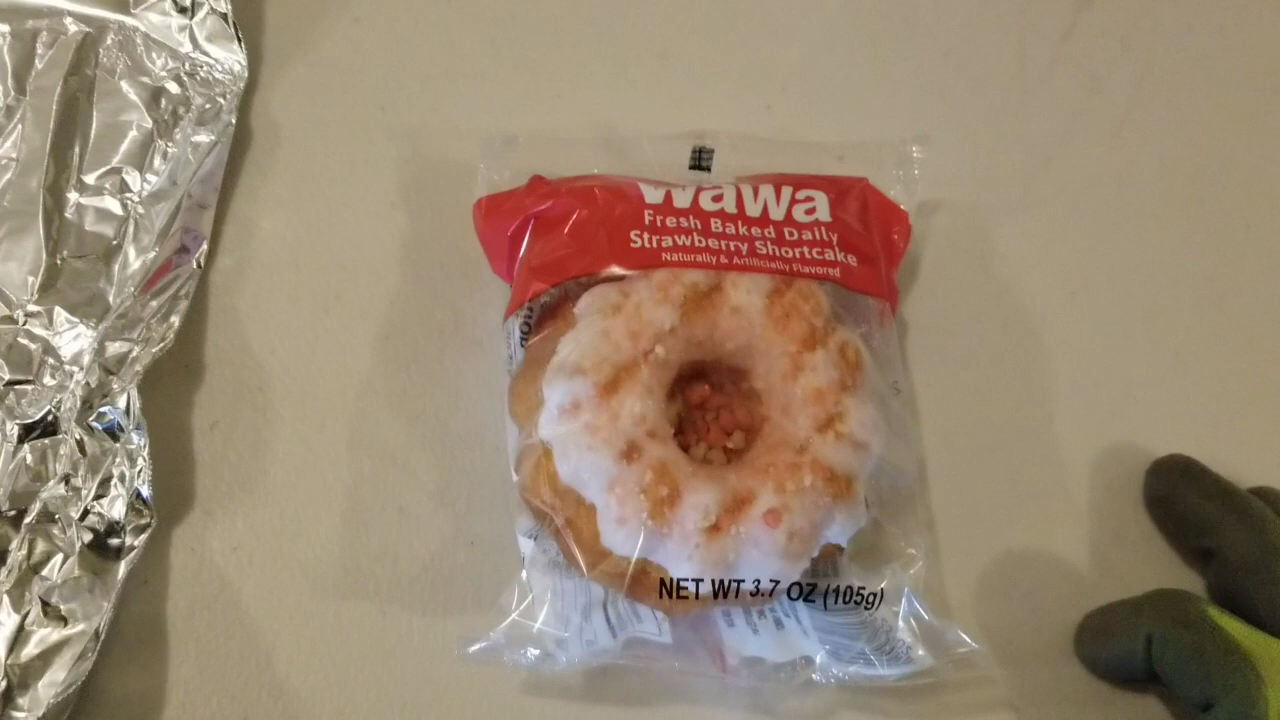 wawa
Fresh Baked Daily
Strawberry Shortcake
Naturally & Artificially Flavored
NET WT 3.7 OZ (105g)